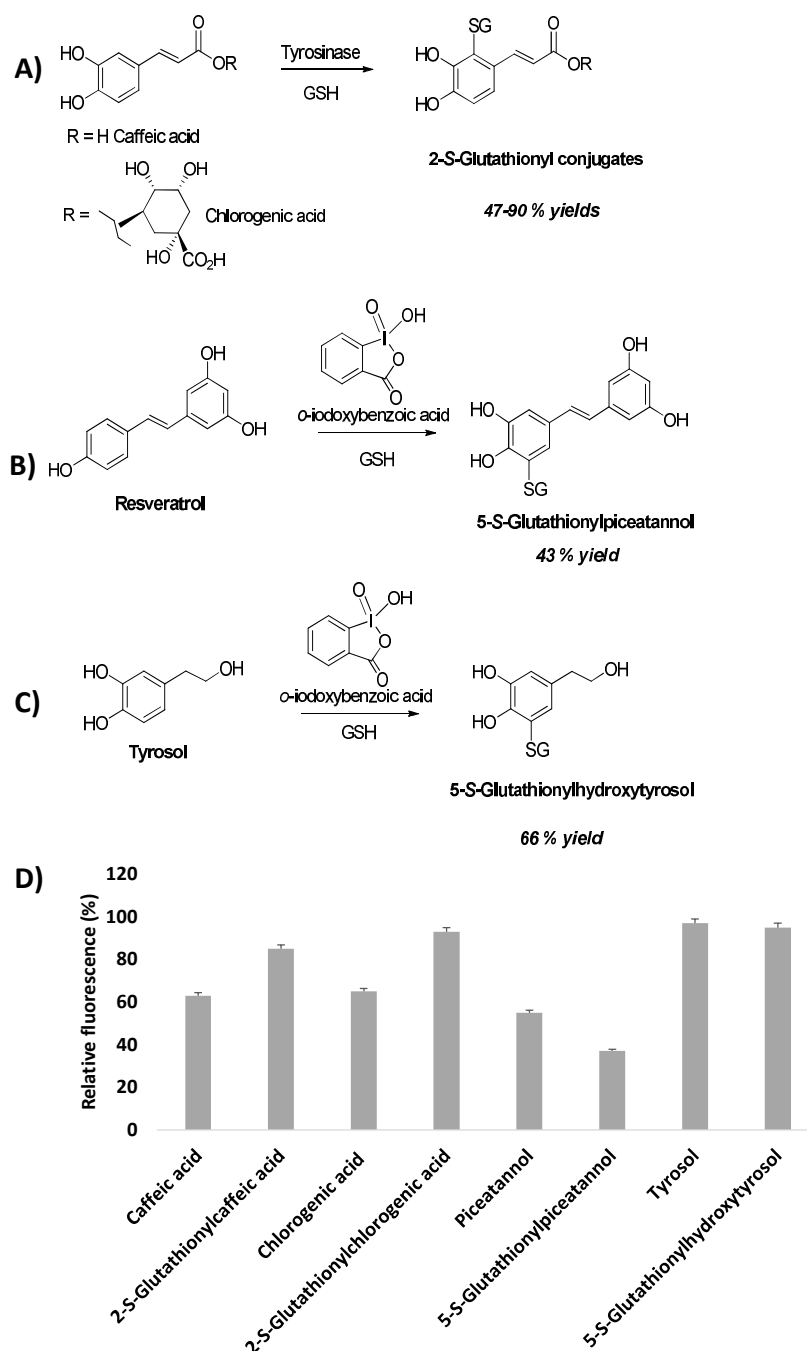 A)
HO
HO
O
OR
Tyrosinase
GSH
SG
HO
HO
O
OR
R = H Caffeic acid
2-S-Glutathionyl conjugates
47-90 % yields
R =
HO
OH
OH
HO
CO2H
Chlorogenic acid
B)
HO
OH
OH
Resveratrol
O
OH
I
O
O
o-iodoxybenzoic acid
GSH
HO
HO
SG
OH
OH
5-S-Glutathionylpiceatannol
43 % yield
C)
HO
HO
OH
Tyrosol
O
OH
I
O
O
o-iodoxybenzoic acid
GSH
HO
HO
SG
OH
5-S-Glutathionylhydroxytyrosol
66 % yield
D)
Relative fluorescence (%)
120
100
80
60
40
20
0
Caffeic acid
2-S-Glutathionylcaffeic acid
Chlorogenic acid
2-S-Glutathionylchlorogenic acid
Piceatannol
5-S-Glutathionylpiceatannol
Tyrosol
5-S-Glutathionylhydroxytyrosol